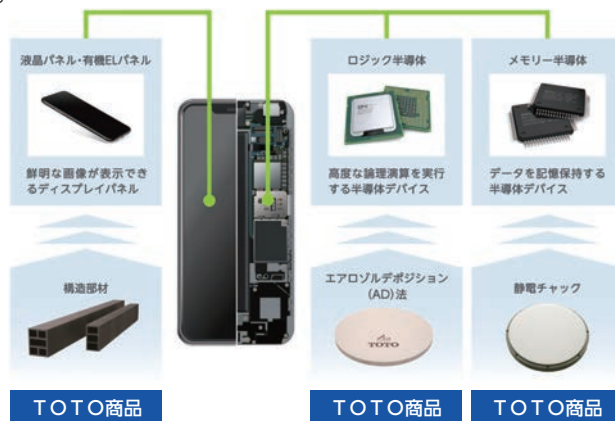 液晶パネル・有機ELパネル
鮮明な画像が表示でき
るディスプレイパネル
構造部材
TOTO商品
ロジック半導体
高度な論理演算を実行
する半導体デバイス
エアロゾルデポジション
(AD)法
TOTO
TOTO商品
メモリー半導体
データを記憶保持する
半導体デバイス
静電チャック
TOTO商品